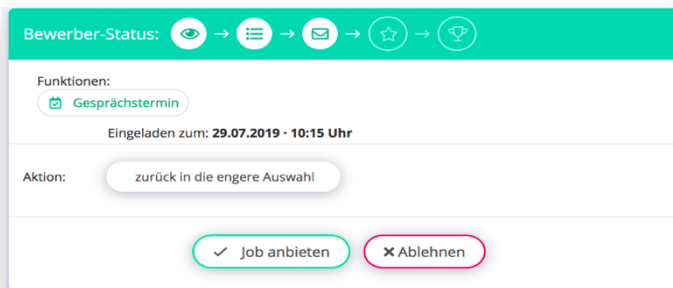 Bewerber-Status:
Funktionen:
Gesprächstermin
Eingeladen zum: 29.07.2019 · 10:15 Uhr
Aktion: zurück in die engere Auswahl
Job anbieten Ablehnen